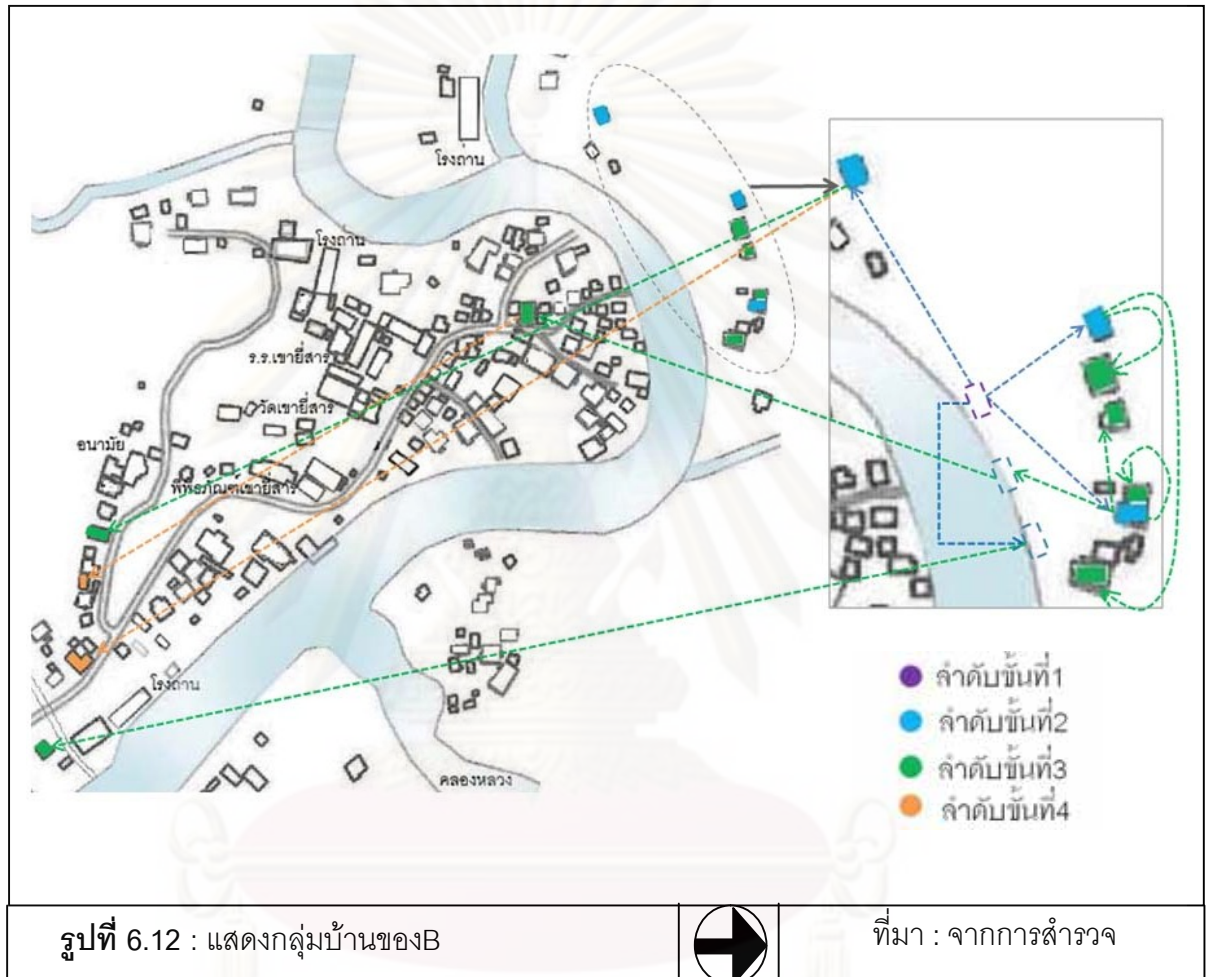 โรงถ่าน
โรงถ่าน
ร.ร.เขายี่สาร
วัดเขายี่สาร
อนามัย
พิพิธภัณฑ์เขายี่สาร
โรงถ่าน
คลองหลวง
ลำดับขั้นที่1
ลำดับขั้นที่2
ลำดับขั้นที่3
ลำดับขั้นที่4
รูปที่ 6.12 : แสดงกลุ่มบ้านของB
ที่มา : จากการสำรวจ